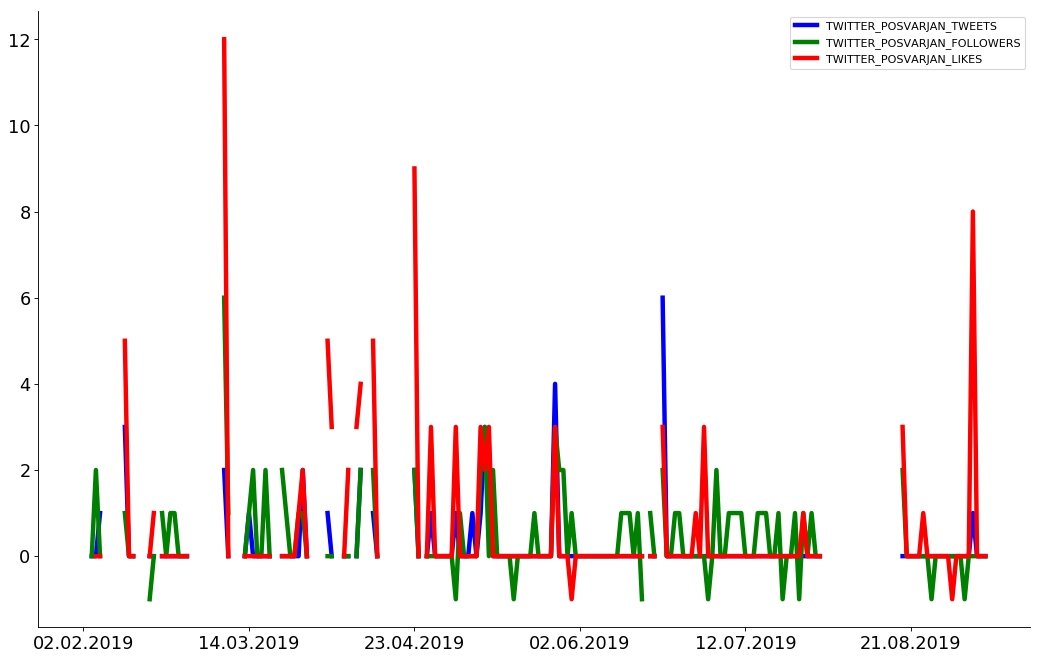 TWITTER_POSVARJAN_TWEETS
TWITTER_POSVARJAN_FOLLOWERS
TWITTER_POSVARJAN_LIKES
12
10
8
6
4
2
0
02.02.2019 14.03.2019 23.04.2019 02.06.2019 12.07.2019 21.08.2019